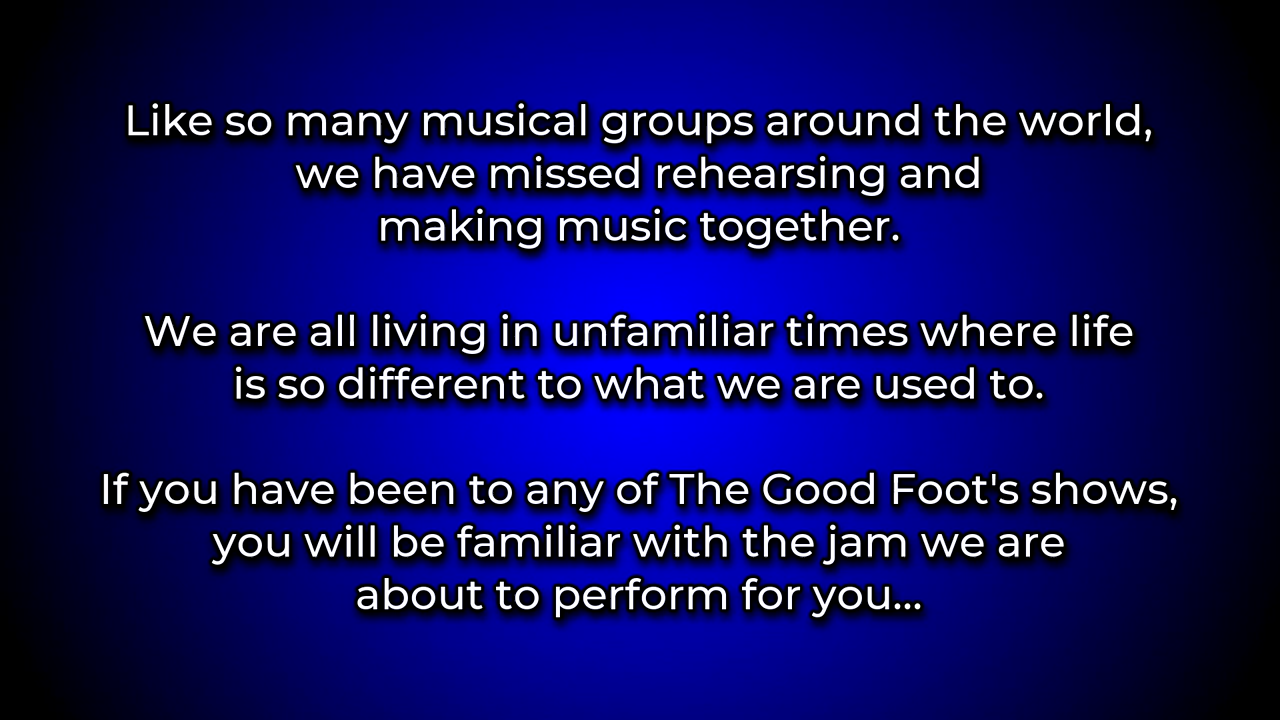 Like so many musical groups around the world,
we have missed rehearsing and
making music together.
We are all living in unfamiliar times where life
is so different to what we are used to.
If you have been to any of The Good Foot's shows,
you will be familiar with the jam we are
about to perform for you...